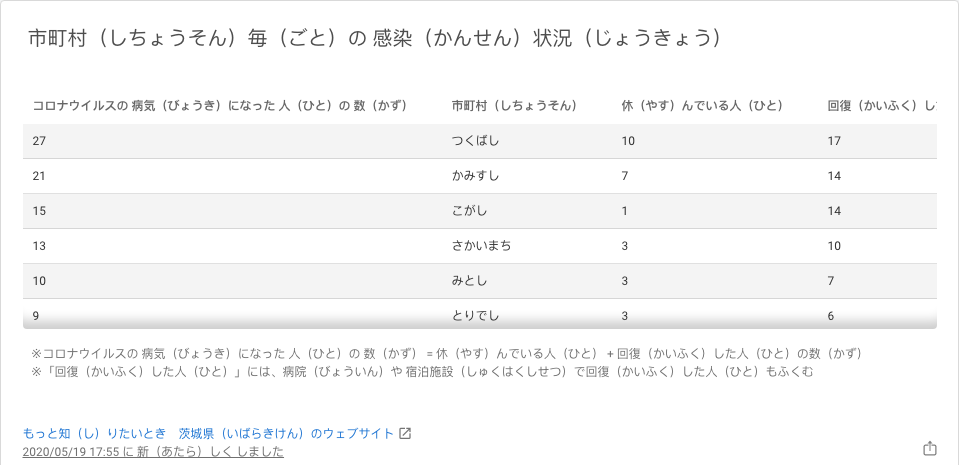 市町村（しちょうそん）毎（ごと）の 感染（かんせん）状況（じょうきょう）
コロナウイルスの 病気（びょうき）になった 人（ひと）の 数（かず） 市町村（しちょうそん） 休（やす）んでいる人（ひと） 回復（かいふく）し
27 つくばし 10 17
21 かみすし 7 14
15 こがし 1 14
13 さかいまち 3 10
10 みとし 3 7
9 とりでし 3 6
※コロナウイルスの 病気（びょうき）になった 人（ひと）の 数（かず） = 休（やす）んでいる人（ひと） + 回復（かいふく）した人（ひと）の数（かず）
※「回復（かいふく）した人（ひと）」には、病院（びょういん）や 宿泊施設（しゅくはくしせつ）で回復（かいふく）した人（ひと）もふくむ
もっと知（し）りたいとき　茨城県（いばらきけん）のウェブサイト
2020/05/19 17:55 に 新（あたら）しく しました